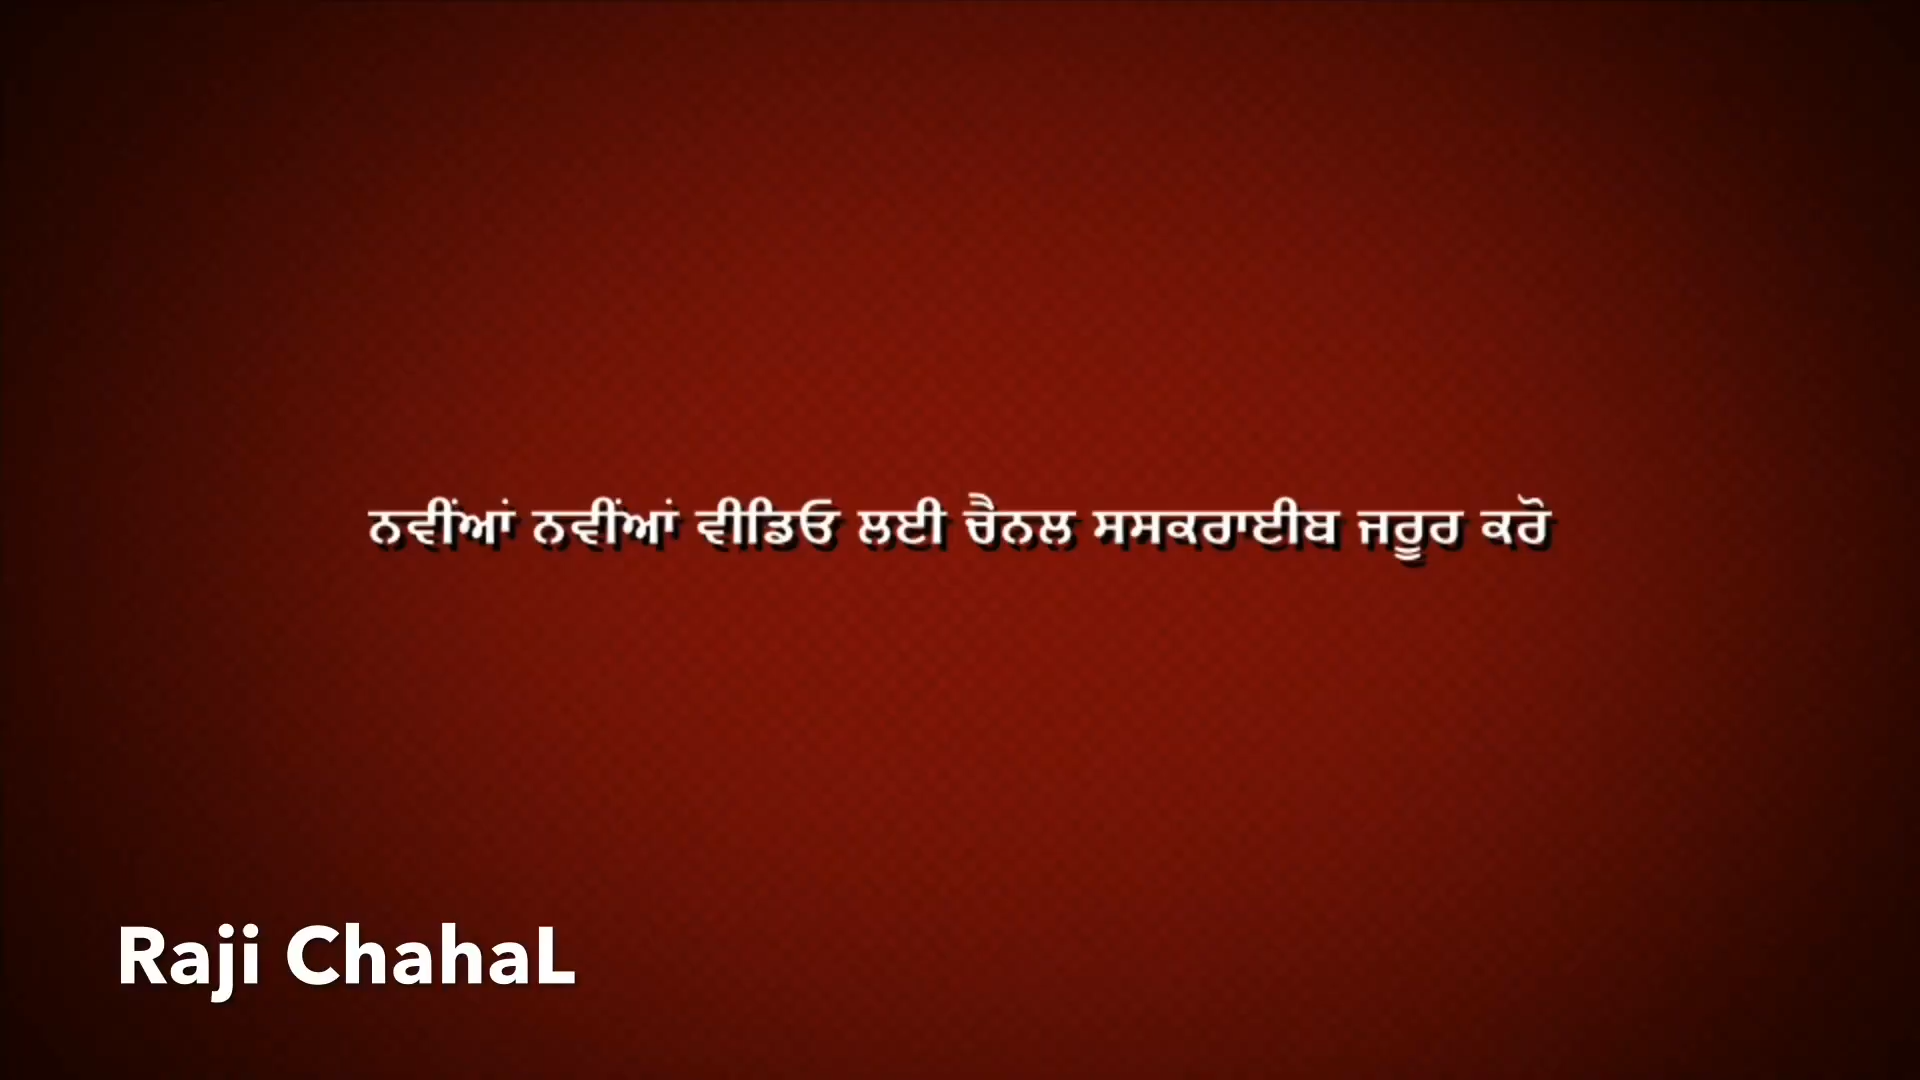 ਨਵੀਂਆਂ ਨਵੀਂਆਂ ਵੀਡਿਓ ਲਈ ਚੈਨਲ ਸਸਕਰਾਈਬ ਜਰੂਰ ਕਰੋ
Raji ChahaL